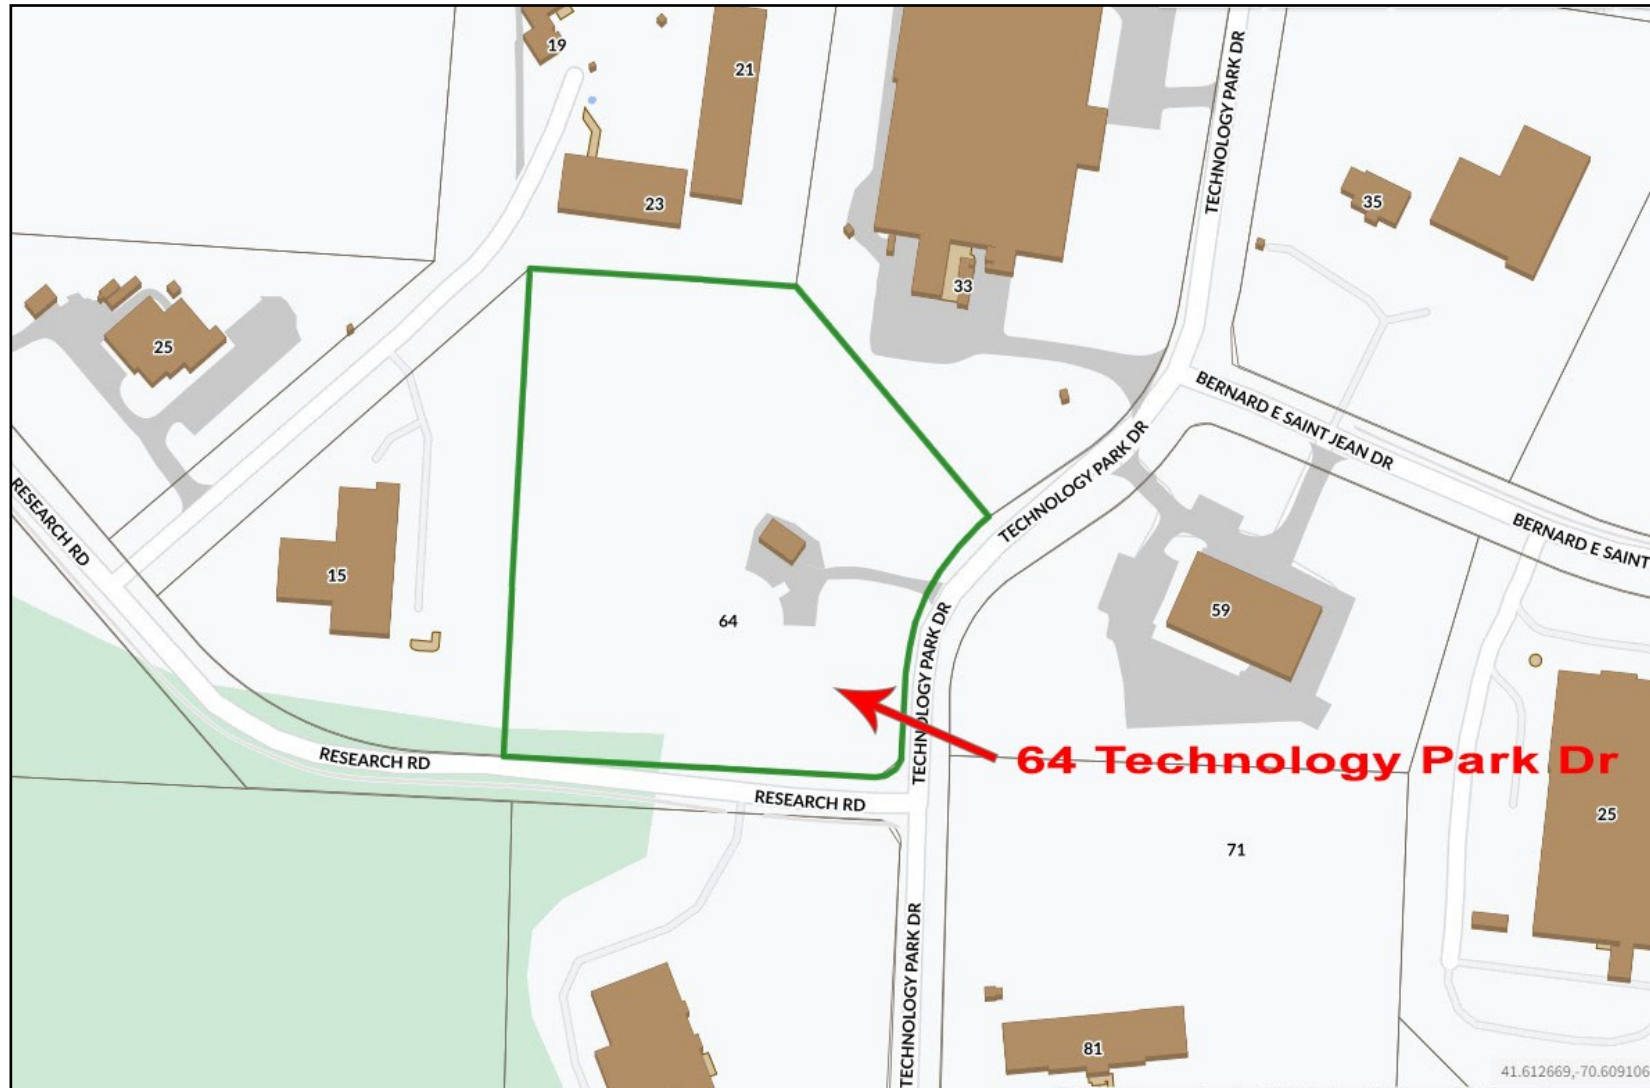 19
21
TECHNOLOGY PARK DR
23
35
33
25
BERNARD E SAINT JEAN DR
TECHNOLOGY PARK DR
RESEARCH RD
BERNARD E SAINT
15
59
64
TECHNOLOGY PARK DR
RESEARCH RD
64 Technology Park Dr
RESEARCH RD
25
71
TECHNOLOGY PARK DR
81
41.612669,-70.609106